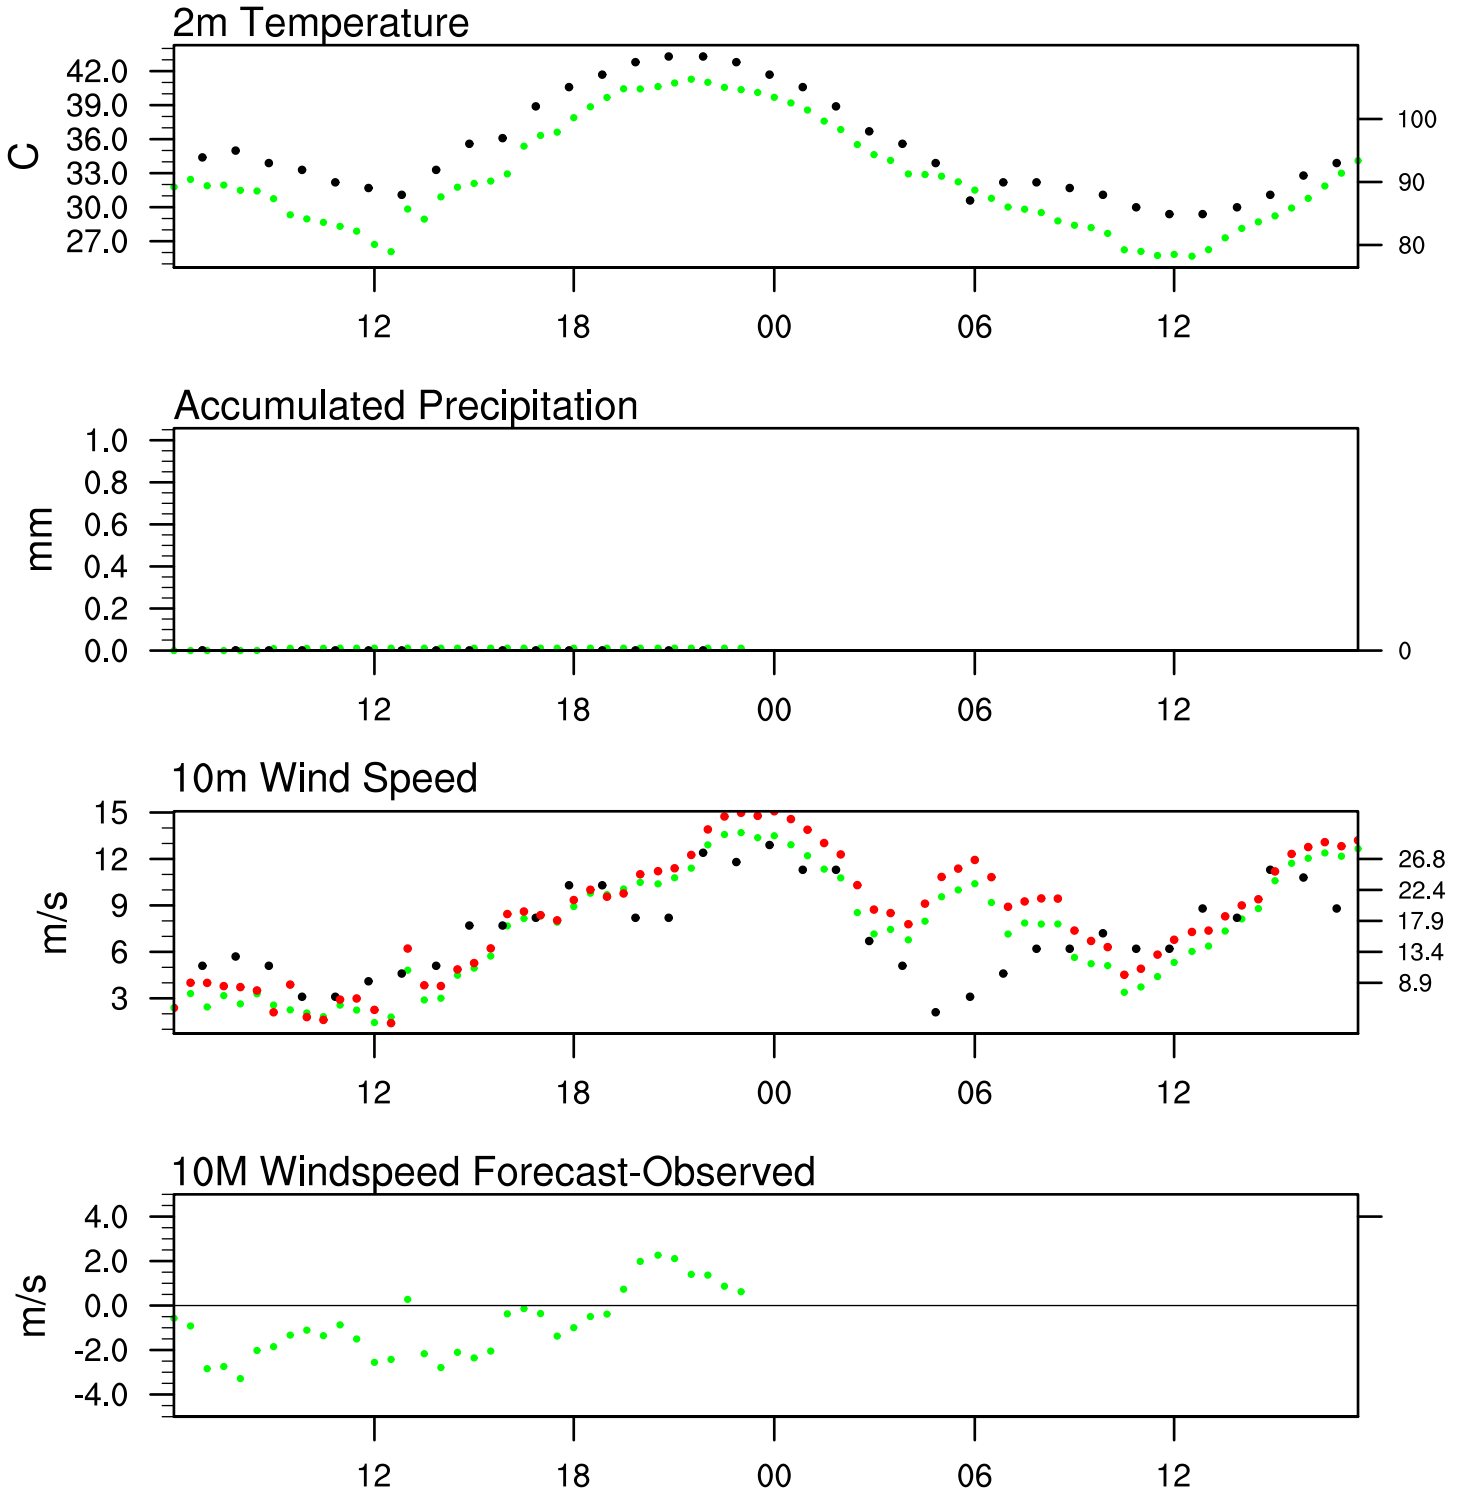 2m Temperature
42.0
39.0
36.0
33.0
30.0
27.0
C
100
90
80
12 18 00 06 12
Accumulated Precipitation
1.0
0.8
0.6
0.4
0.2
0.0
mm
0
12 18 00 06 12
10m Wind Speed
15
12
9
6
3
m/s
26.8
22.4
17.9
13.4
8.9
12 18 00 06 12
10M Windspeed Forecast-Observed
4.0
2.0
0.0
-2.0
-4.0
m/s
12 18 00 06 12